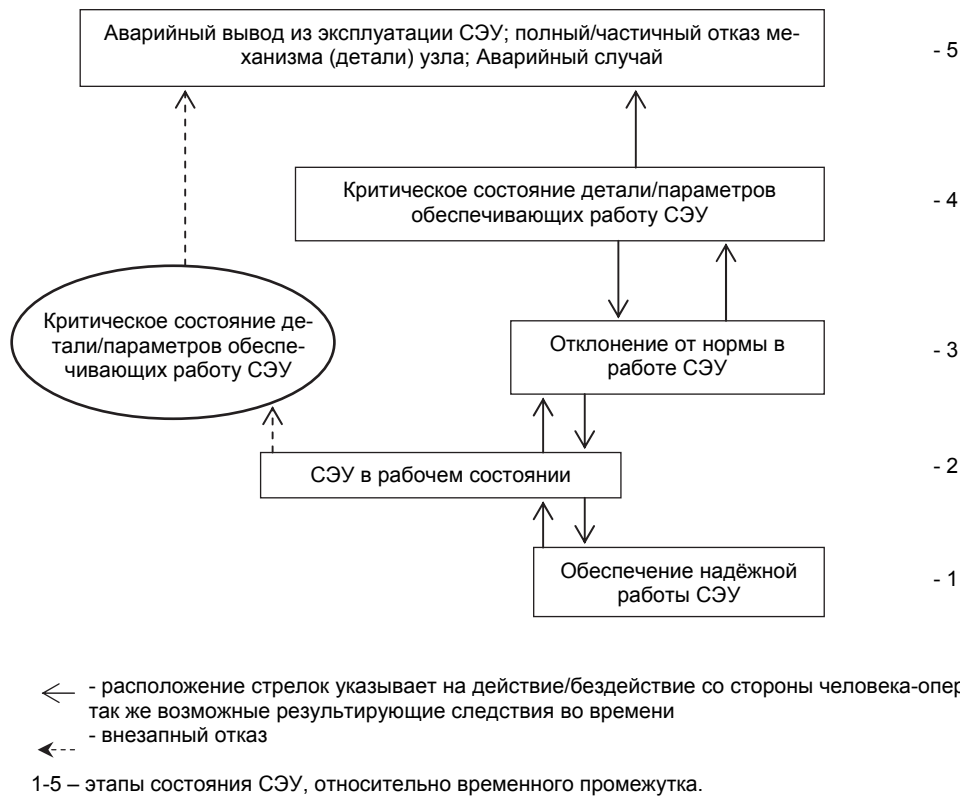 Аварийный вывод из эксплуатации СЭУ; полный/частичный отказ ме-
ханизма (детали) узла; Аварийный случай
- 5
Критическое состояние детали/параметров
обеспечивающих работу СЭУ
- 4
Критическое состояние де-
тали/параметров обеспе-
чивающих работу СЭУ
Отклонение от нормы в
работе СЭУ
- 3
СЭУ в рабочем состоянии
- 2
Обеспечение надёжной
работы СЭУ
- 1
- расположение стрелок указывает на действие/бездействие со стороны человека-опер
так же возможные результирующие следствия во времени
- внезапный отказ
1-5 – этапы состояния СЭУ, относительно временного промежутка.